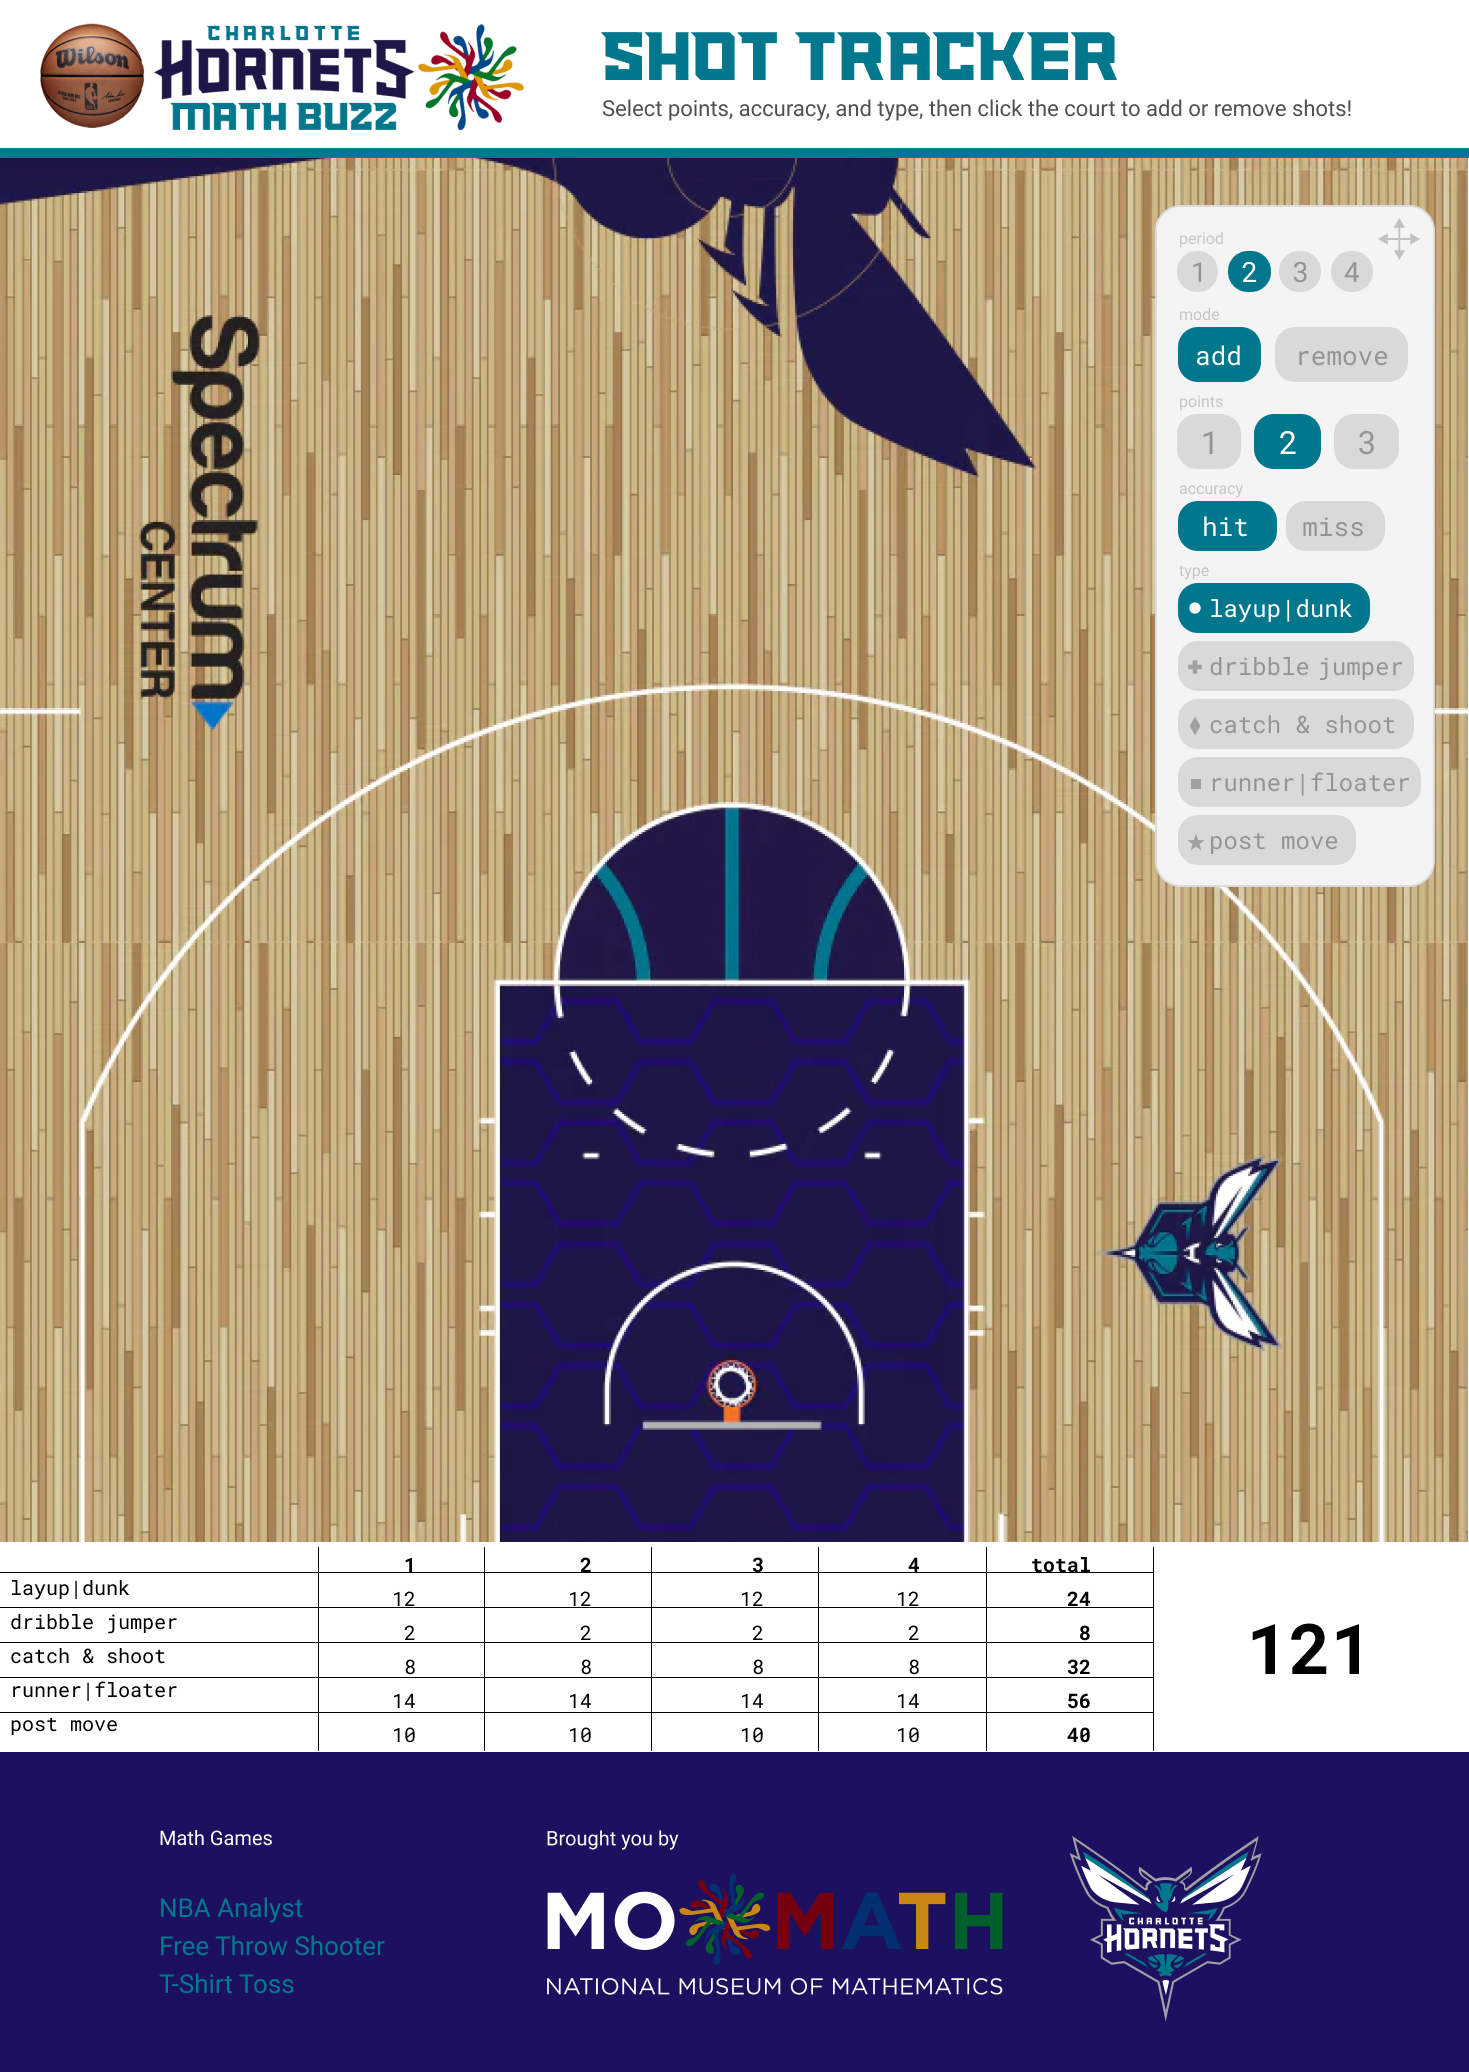 Wilson
CHARLOTTE
HORNETS
MATH BUZZ
SHOT TRACKER
Select points, accuracy, and type, then click the court to add or remove shots!
Spectrum
CENTER
period
1 2 3 4
mode
add remove
points
1 2 3
accuracy
hit miss
type
layup|dunk
dribble jumper
catch & shoot
runner|floater
post move
1 2 3 4 total
layup|dunk 12 12 12 12 24
dribble jumper 2 2 2 2 8
catch & shoot 8 8 8 8 32
runner|floater 14 14 14 14 56
post move 10 10 10 10 40
121
Math Games
NBA Analyst
Free Throw Shooter
T-Shirt Toss
Brought you by
MOMATH
NATIONAL MUSEUM OF MATHEMATICS
CHARLOTTE
HORNETS